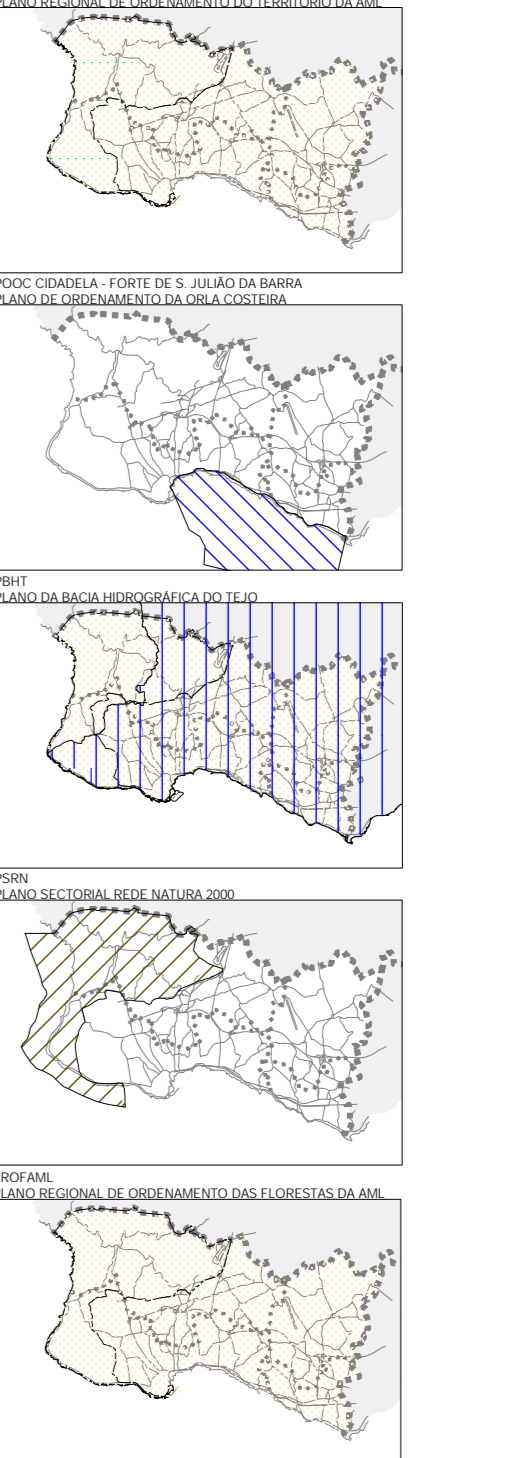 PLANO REGIONAL DE ORDENAMENTO DO TERRITÓRIO DA AML
POOC CIDADELA - FORTE DE S. JULIÃO DA BARRA
PLANO DE ORDENAMENTO DA ORLA COSTEIRA
PBHT
PLANO DA BACIA HIDROGRÁFICA DO TEJO
PSRN
PLANO SECTORIAL REDE NATURA 2000
ROFAML
LANO REGIONAL DE ORDENAMENTO DAS FLORESTAS DA AML